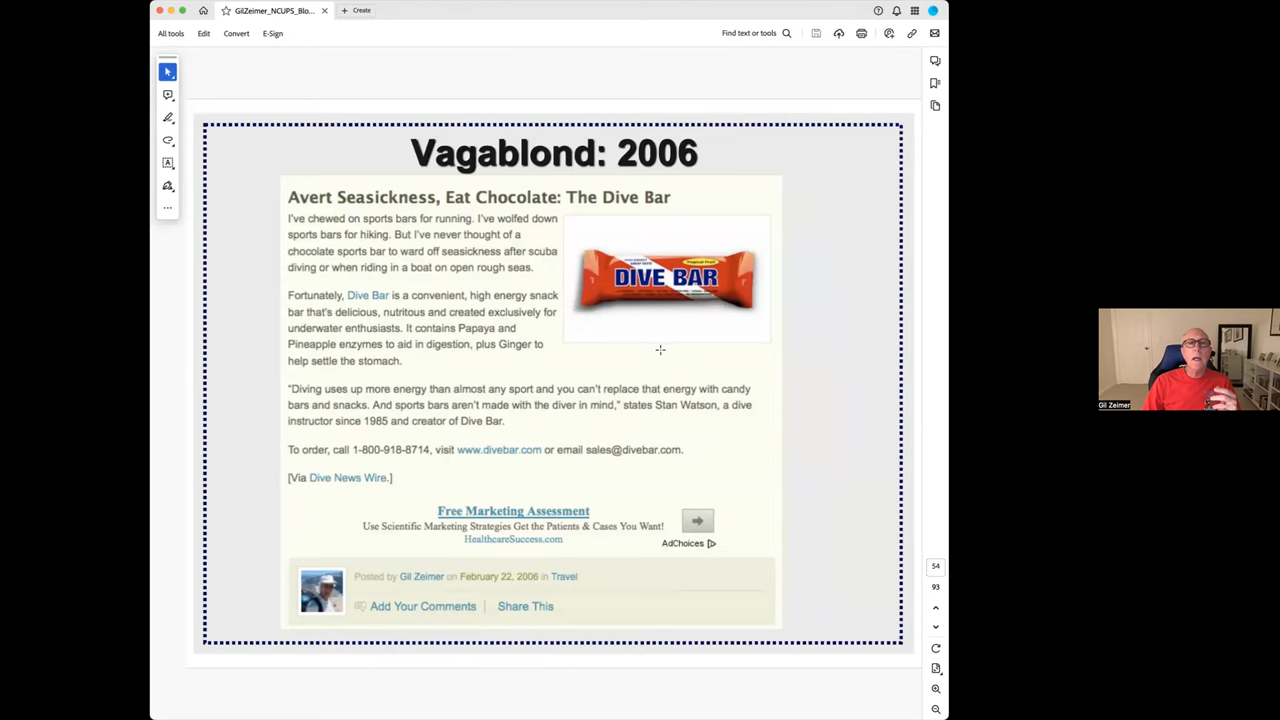 GilZeimer_NCUPS_Blo...
Create
All tools
Edit
Convert
E-Sign
Find text or tools
Vagablond: 2006
Avert Seasickness, Eat Chocolate: The Dive Bar
I've chewed on sports bars for running. I've wolfed down
sports bars for hiking. But I've never thought of a
chocolate sports bar to ward off seasickness after scuba
diving or when riding in a boat on open rough seas.
DIVE BAR
Fortunately, Dive Bar is a convenient, high energy snack
bar that's delicious, nutritous and created exclusively for
underwater enthusiasts. It contains Papaya and
Pineapple enzymes to aid in digestion, plus Ginger to
help settle the stomach.
"Diving uses up more energy than almost any sport and you can't replace that energy with candy
bars and snacks. And sports bars aren't made with the diver in mind," states Stan Watson, a dive
instructor since 1985 and creator of Dive Bar.
To order, call 1-800-918-8714, visit www.divebar.com or email sales@divebar.com.
[Via Dive News Wire.]
Free Marketing Assessment
Use Scientific Marketing Strategies Get the Patients & Cases You Want!
HealthcareSuccess.com
AdChoices
Posted by Gil Zeimer on February 22, 2006 in Travel
Add Your Comments
Share This
54
93
Gil Zeimer